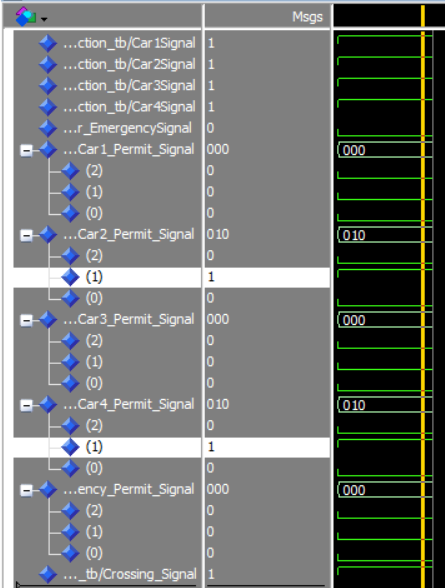 Msgs
...ction_tb/Car1Signal 1
...ction_tb/Car2Signal 1
...ction_tb/Car3Signal 1
...ction_tb/Car4Signal 1
...r_EmergencySignal 0
...Car1_Permit_Signal 000 000
(2) 0
(1) 0
(0) 0
...Car2_Permit_Signal 010 010
(2) 0
(1) 1
(0) 0
...Car3_Permit_Signal 000 000
(2) 0
(1) 0
(0) 0
...Car4_Permit_Signal 010 010
(2) 0
(1) 1
(0) 0
...ency_Permit_Signal 000 000
(2) 0
(1) 0
(0) 0
..._tb/Crossing_Signal 1